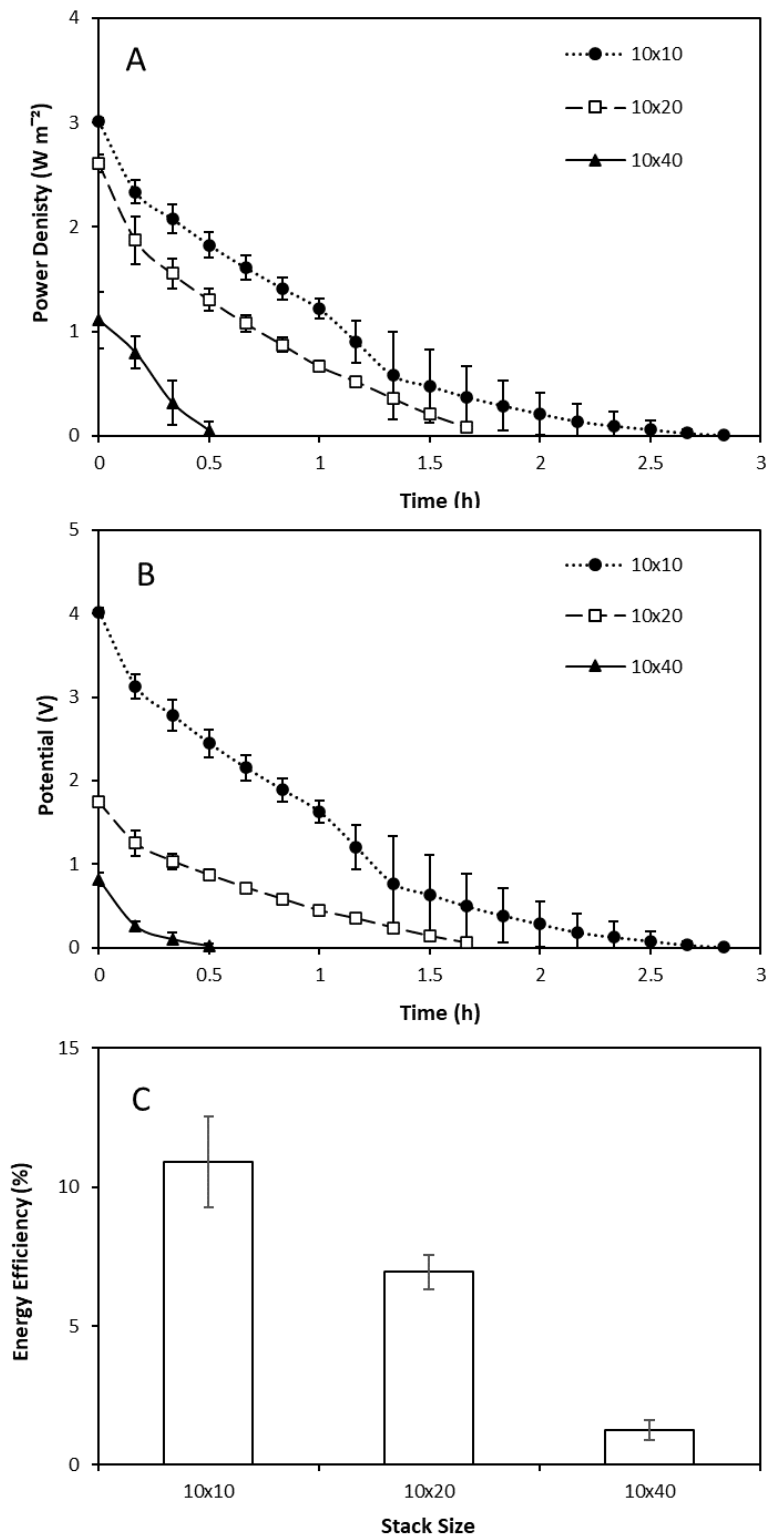 A
10x10
10x20
10x40
Power Denisty (W m⁻²)
4
3
2
1
0
0 0.5 1 1.5 2 2.5 3
Time (h)
B
10x10
10x20
10x40
Potential (V)
5
4
3
2
1
0
0 0.5 1 1.5 2 2.5 3
Time (h)
C
Energy Efficiency (%)
15
10
5
0
10x10 10x20 10x40
Stack Size